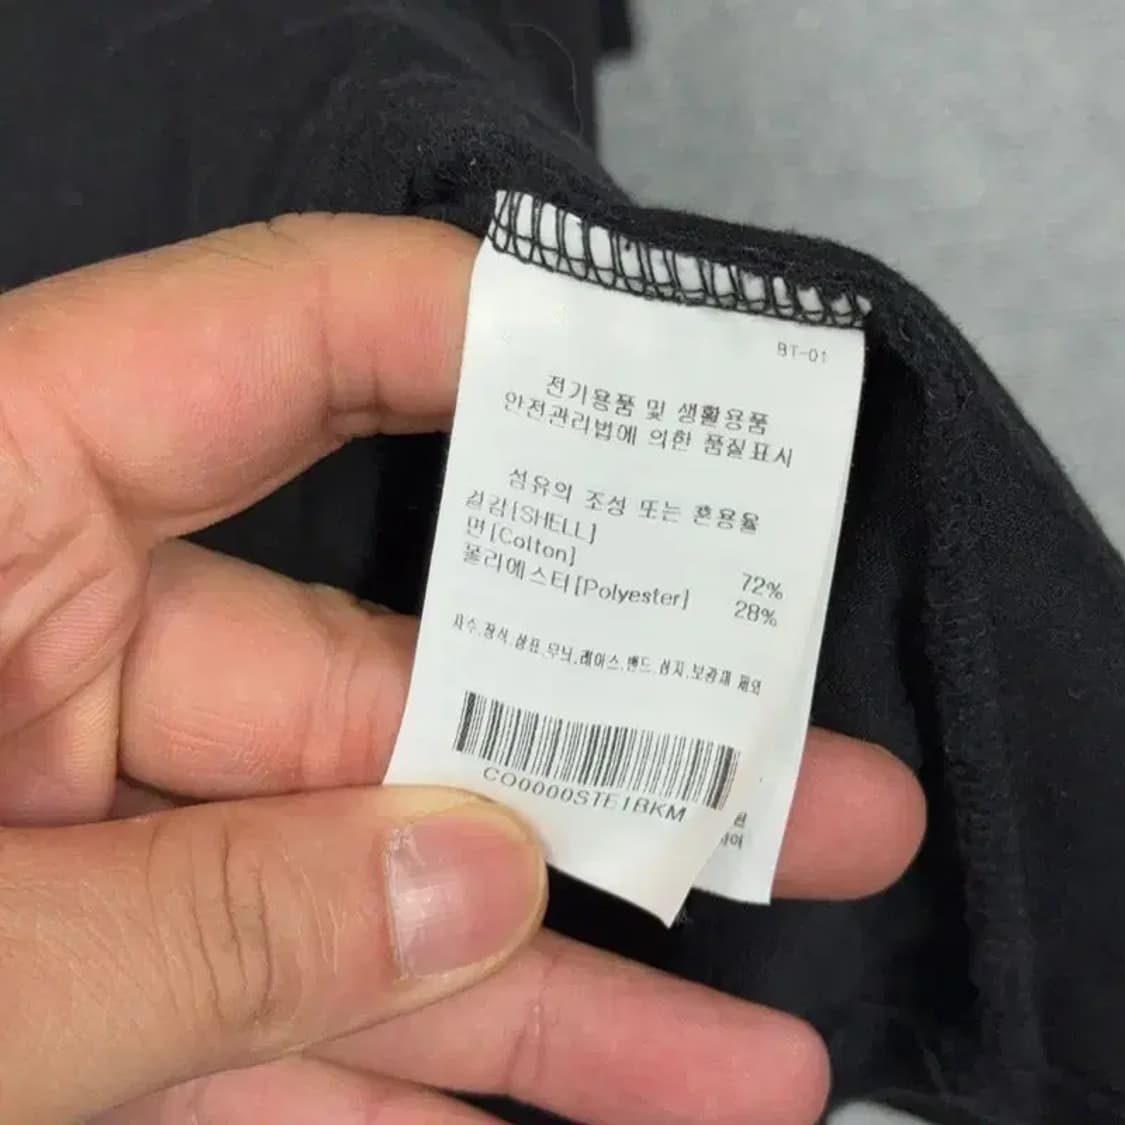 BT-01
전기용품 및 생활용품
안전관리법에 의한 품질표시
섬유의 조성 또는 혼용율
겉감[SHELL]
면[Cotton] 72%
폴리에스터[Polyester] 28%
자수.장식.상표.무늬.레이스.밴드.심지.보강재 제외
CO0000STE1BKM